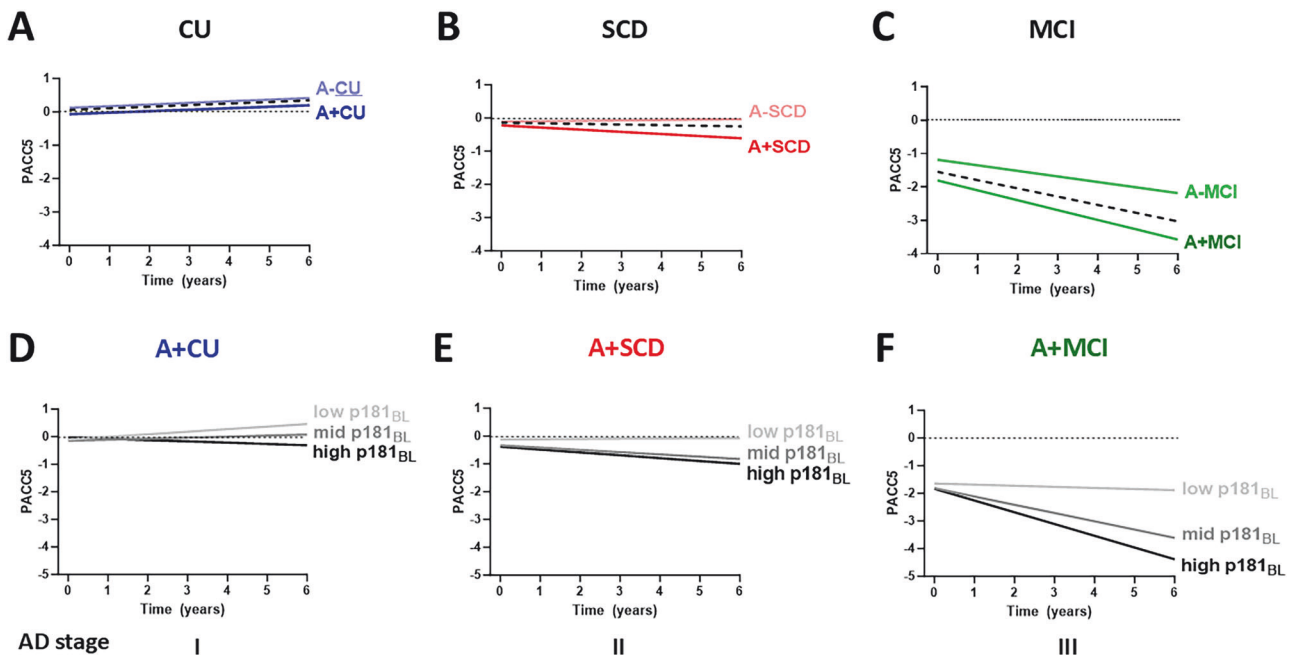 A CU
B SCD
C MCI
1
0
-1
-2
-3
-4
PACC5
A-CU
A+CU
0 1 2 3 4 5 6
Time (years)
1
0
-1
-2
-3
-4
PACC5
A-SCD
A+SCD
0 1 2 3 4 5 6
Time (years)
1
0
-1
-2
-3
-4
PACC5
A-MCI
A+MCI
0 1 2 3 4 5 6
Time (years)
D A+CU
E A+SCD
F A+MCI
1
0
-1
-2
-3
-4
-5
PACC5
low p181BL
mid p181BL
high p181BL
0 1 2 3 4 5 6
Time (years)
1
0
-1
-2
-3
-4
-5
PACC5
low p181BL
mid p181BL
high p181BL
0 1 2 3 4 5 6
Time (years)
1
0
-1
-2
-3
-4
-5
PACC5
low p181BL
mid p181BL
high p181BL
0 1 2 3 4 5 6
Time (years)
AD stage I II III